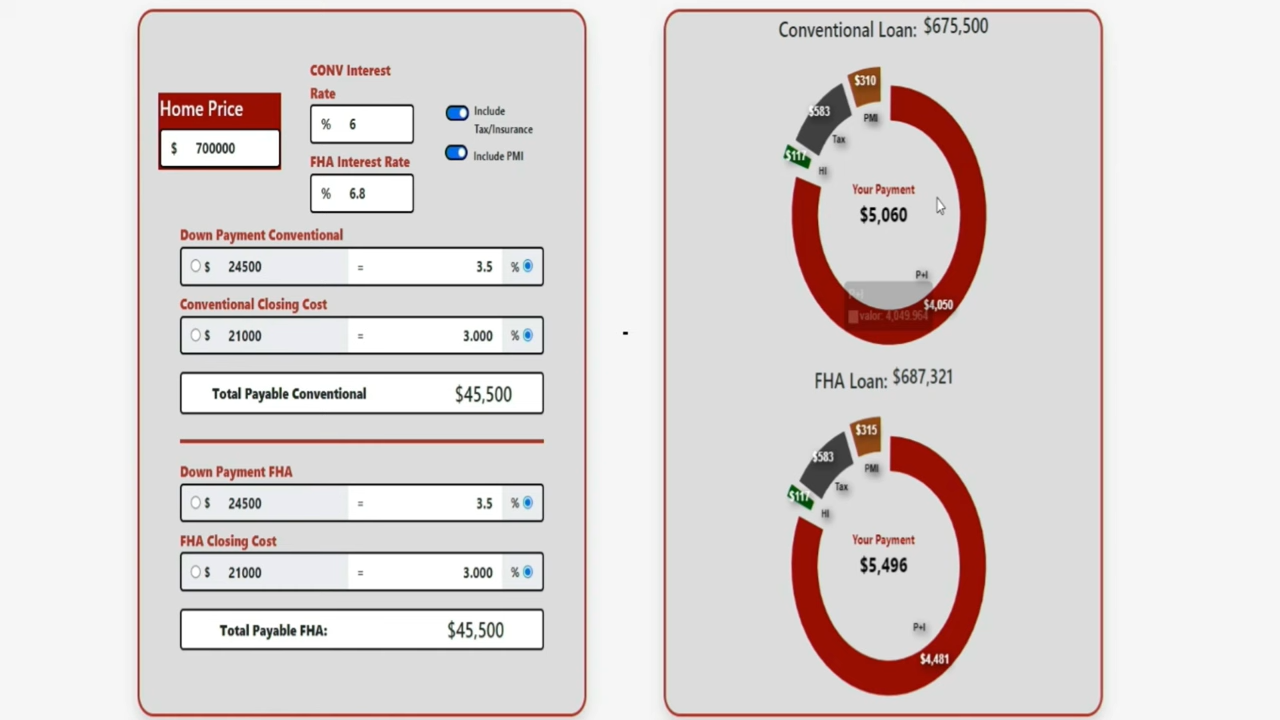 CONV Interest
Rate
Home Price
$ 700000
% 6
Include
Tax/Insurance
Include PMI
FHA Interest Rate
% 6.8
Down Payment Conventional
$ 24500 = 3.5 %
Conventional Closing Cost
$ 21000 = 3.000 %
Total Payable Conventional $45,500
Down Payment FHA
$ 24500 = 3.5 %
FHA Closing Cost
$ 21000 = 3.000 %
Total Payable FHA: $45,500
-
Conventional Loan: $675,500
$310
PMI
$583
Tax
$117
HI
Your Payment
$5,060
P+I
$4,050
P+I
valor: 4,049.964
FHA Loan: $687,321
$315
PMI
$583
Tax
$117
HI
Your Payment
$5,496
P+I
$4,481